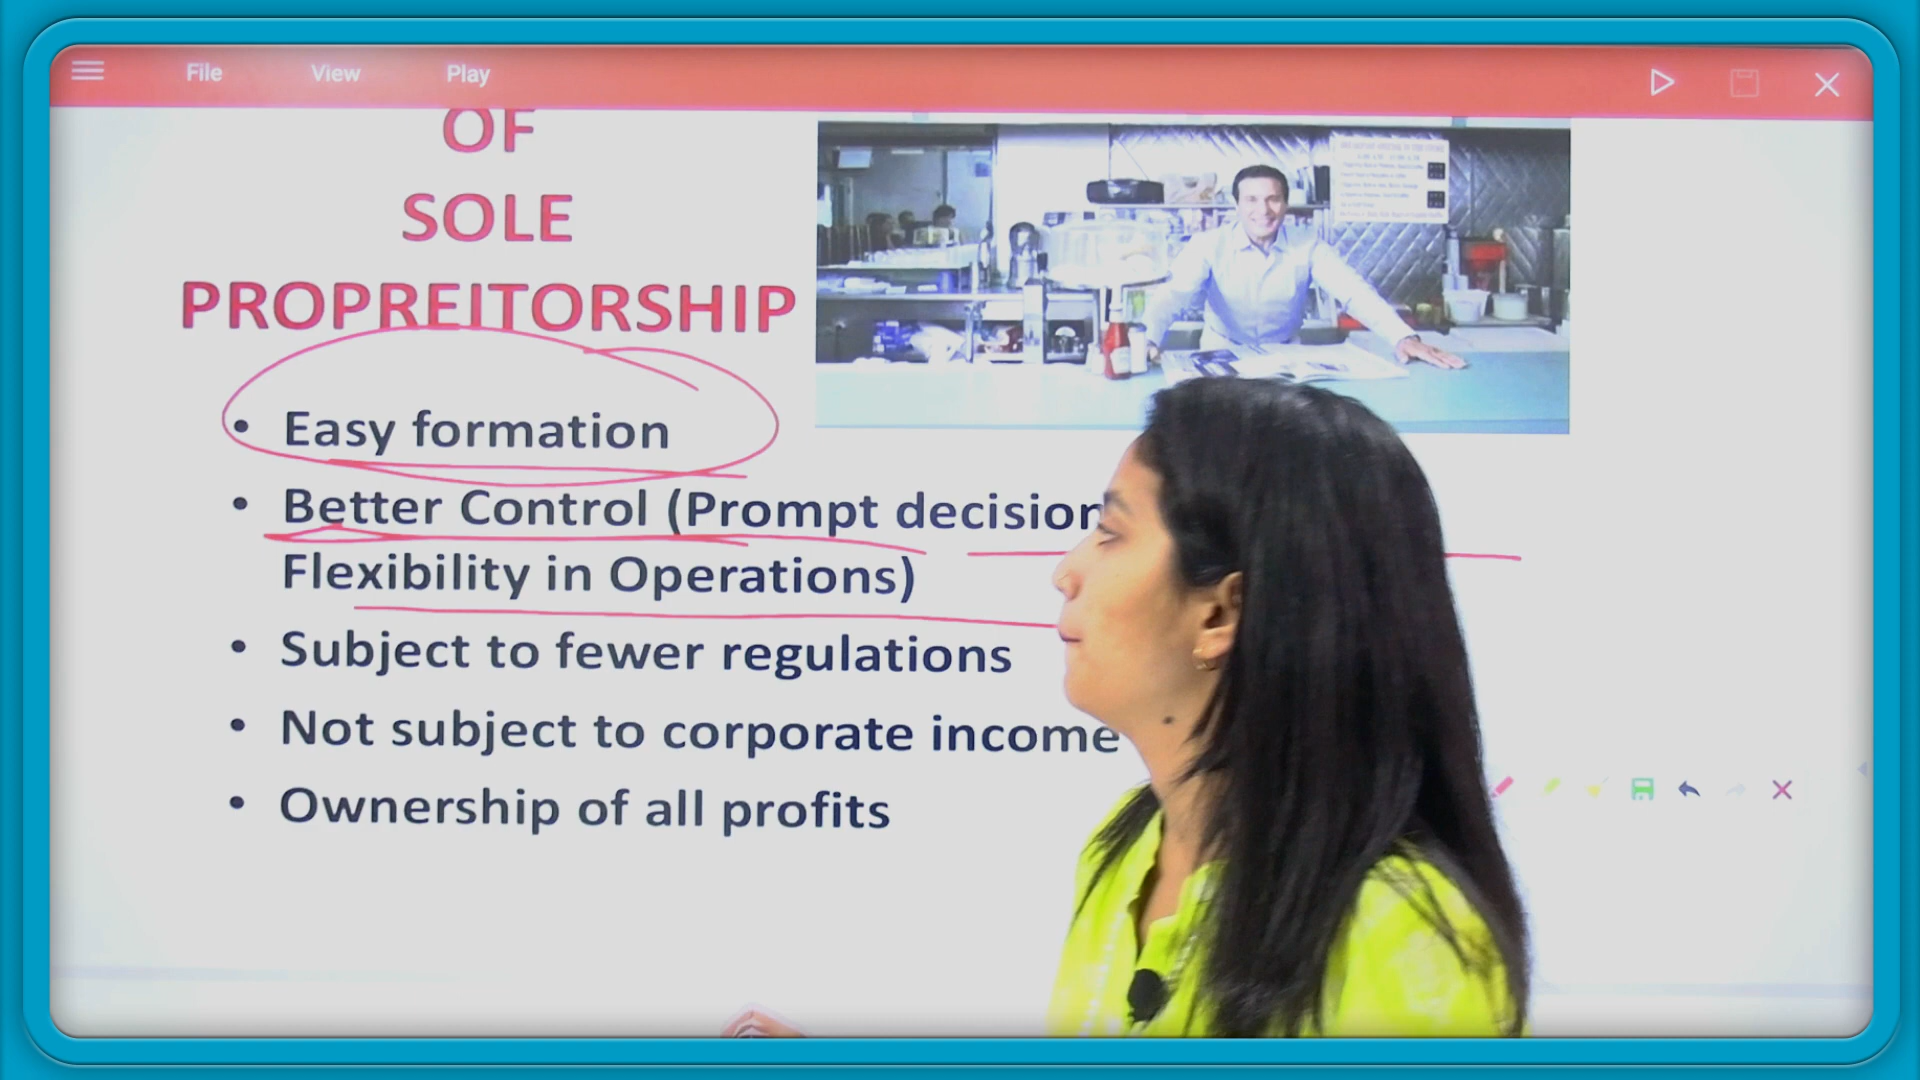 File View Play
OF
SOLE
PROPREITORSHIP
• Easy formation
• Better Control (Prompt decision
Flexibility in Operations)
• Subject to fewer regulations
• Not subject to corporate income
• Ownership of all profits